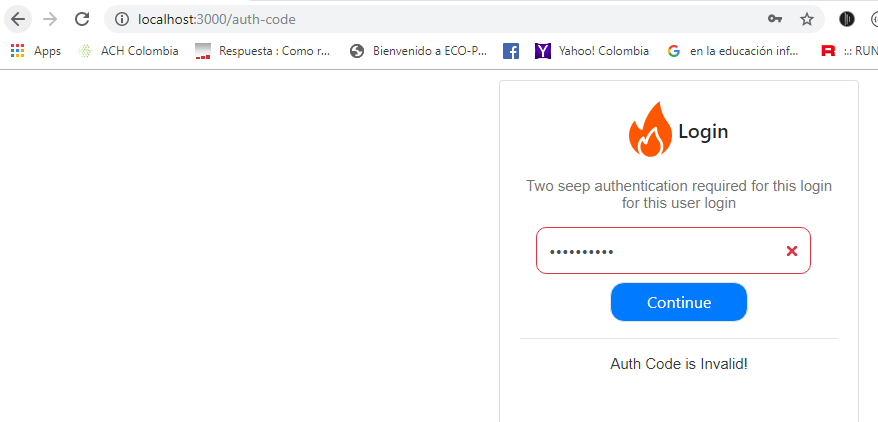 localhost:3000/auth-code
Apps ACH Colombia Respuesta : Como r... Bienvenido a ECO-P... Yahoo! Colombia en la educación inf... .:: RUN
Login
Two seep authentication required for this login
for this user login
••••••••••
Continue
Auth Code is Invalid!